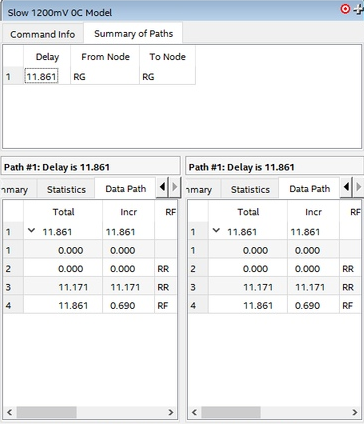 Slow 1200mV 0C Model
Command Info Summary of Paths
Delay From Node To Node
1 11.861 RG RG
Path #1: Delay is 11.861 Path #1: Delay is 11.861
nmary Statistics Data Path ımmary Statistics Data Path
Total Incr RF Total Incr RF
1 11.861 11.861 1 11.861 11.861
1 0.000 0.000 1 0.000 0.000
2 0.000 0.000 RR 2 0.000 0.000 RR
3 11.171 11.171 RR 3 11.171 11.171 RR
4 11.861 0.690 RF 4 11.861 0.690 RF